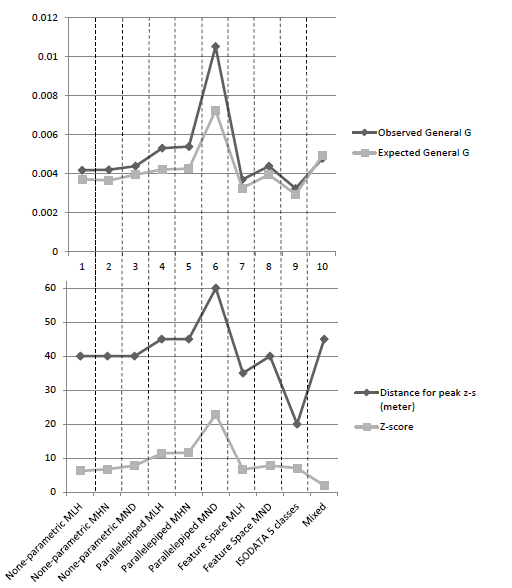 0.012
0.01
0.008
0.006
0.004
0.002
0
Observed General G
Expected General G
1 2 3 4 5 6 7 8 9 10
60
50
40
30
20
10
0
Distance for peak z-s
(meter)
Z-score
None-parametric MLH
None-parametric MHN
None-parametric MND
Parallelepiped MLH
Parallelepiped MHN
Parallelepiped MND
Feature Space MLH
Feature Space MND
ISODATA 5 classes
Mixed